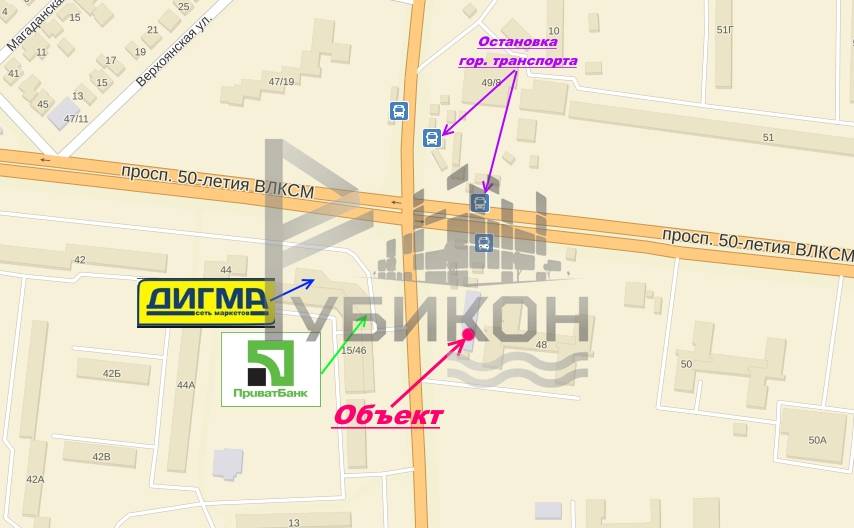 Магаданская
Верхоянская ул.
11
13
15
17
19
21
27
41
45
47/11
47/19
Остановка
гор. транспорта
10
49/8
51Г
51
просп. 50-летия ВЛКСМ
просп. 50-летия ВЛКСМ
42
44
ДИГМА
сеть маркетов
РУБИКОН
ПриватБанк
15/46
48
50
Объект
42Б
44А
42В
42А
50А
13